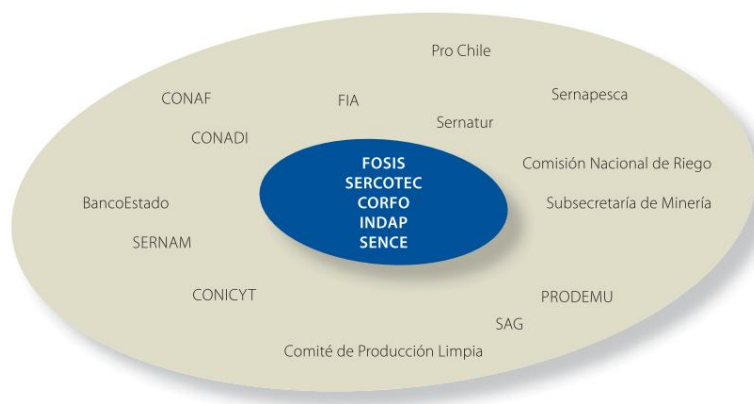 Pro Chile
CONAF
FIA
Sernapesca
Sernatur
CONADI
FOSIS
SERCOTEC
CORFO
INDAP
SENCE
Comisión Nacional de Riego
BancoEstado
Subsecretaría de Minería
SERNAM
CONICYT
PRODEMU
SAG
Comité de Producción Limpia